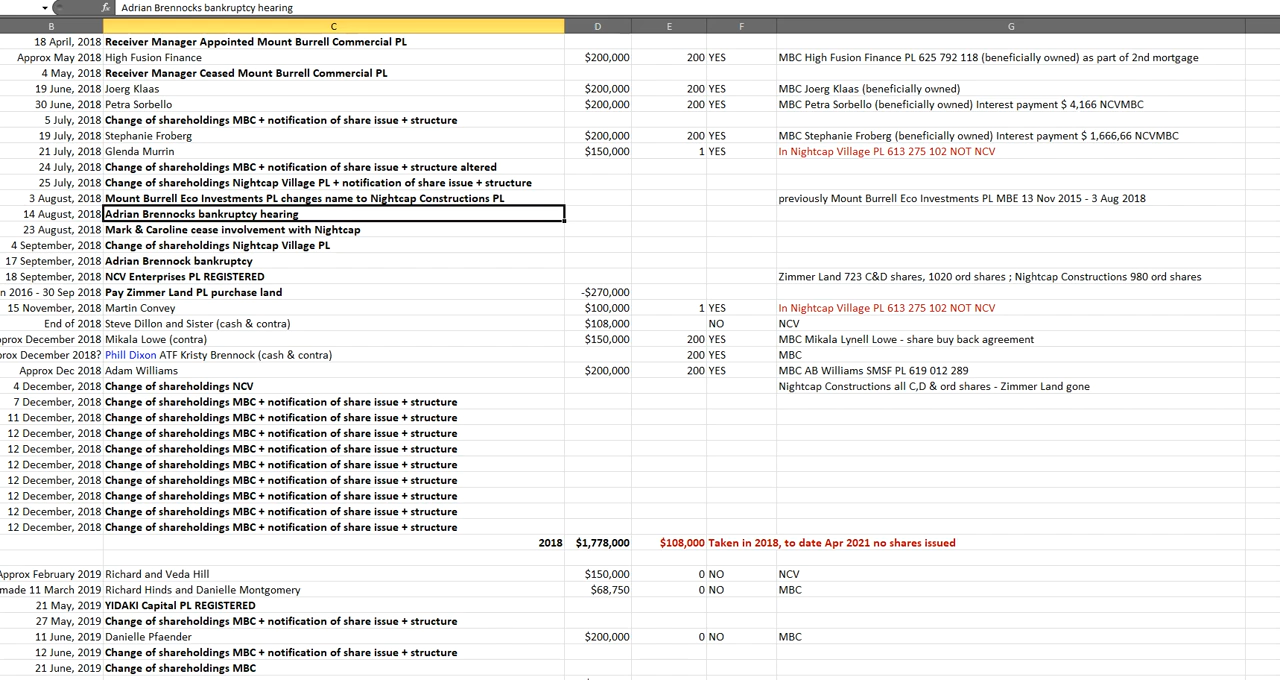 fx Adrian Brennocks bankruptcy hearing
B C D E F G
18 April, 2018 Receiver Manager Appointed Mount Burrell Commercial PL
Approx May 2018 High Fusion Finance $200,000 200 YES MBC High Fusion Finance PL 625 792 118 (beneficially owned) as part of 2nd mortgage
4 May, 2018 Receiver Manager Ceased Mount Burrell Commercial PL
19 June, 2018 Joerg Klaas $200,000 200 YES MBC Joerg Klaas (beneficially owned)
30 June, 2018 Petra Sorbello $200,000 200 YES MBC Petra Sorbello (beneficially owned) Interest payment $ 4,166 NCVMBC
5 July, 2018 Change of shareholdings MBC + notification of share issue + structure
19 July, 2018 Stephanie Froberg $200,000 200 YES MBC Stephanie Froberg (beneficially owned) Interest payment $ 1,666,66 NCVMBC
21 July, 2018 Glenda Murrin $150,000 1 YES In Nightcap Village PL 613 275 102 NOT NCV
24 July, 2018 Change of shareholdings MBC + notification of share issue + structure altered
25 July, 2018 Change of shareholdings Nightcap Village PL + notification of share issue + structure
3 August, 2018 Mount Burrell Eco Investments PL changes name to Nightcap Constructions PL previously Mount Burrell Eco Investments PL MBE 13 Nov 2015 - 3 Aug 2018
14 August, 2018 Adrian Brennocks bankruptcy hearing
23 August, 2018 Mark & Caroline cease involvement with Nightcap
4 September, 2018 Change of shareholdings Nightcap Village PL
17 September, 2018 Adrian Brennock bankruptcy
18 September, 2018 NCV Enterprises PL REGISTERED Zimmer Land 723 C&D shares, 1020 ord shares ; Nightcap Constructions 980 ord shares
n 2016 - 30 Sep 2018 Pay Zimmer Land PL purchase land -$270,000
15 November, 2018 Martin Convey $100,000 1 YES In Nightcap Village PL 613 275 102 NOT NCV
End of 2018 Steve Dillon and Sister (cash & contra) $108,000 NO NCV
pprox December 2018 Mikala Lowe (contra) $150,000 200 YES MBC Mikala Lynell Lowe - share buy back agreement
prox December 2018? Phill Dixon ATF Kristy Brennock (cash & contra) 200 YES MBC
Approx Dec 2018 Adam Williams $200,000 200 YES MBC AB Williams SMSF PL 619 012 289
4 December, 2018 Change of shareholdings NCV Nightcap Constructions all C,D & ord shares - Zimmer Land gone
7 December, 2018 Change of shareholdings MBC + notification of share issue + structure
11 December, 2018 Change of shareholdings MBC + notification of share issue + structure
12 December, 2018 Change of shareholdings MBC + notification of share issue + structure
12 December, 2018 Change of shareholdings MBC + notification of share issue + structure
12 December, 2018 Change of shareholdings MBC + notification of share issue + structure
12 December, 2018 Change of shareholdings MBC + notification of share issue + structure
12 December, 2018 Change of shareholdings MBC + notification of share issue + structure
12 December, 2018 Change of shareholdings MBC + notification of share issue + structure
12 December, 2018 Change of shareholdings MBC + notification of share issue + structure
2018 $1,778,000 $108,000 Taken in 2018, to date Apr 2021 no shares issued
Approx February 2019 Richard and Veda Hill $150,000 0 NO NCV
made 11 March 2019 Richard Hinds and Danielle Montgomery $68,750 0 NO MBC
21 May, 2019 YIDAKI Capital PL REGISTERED
27 May, 2019 Change of shareholdings MBC + notification of share issue + structure
11 June, 2019 Danielle Pfaender $200,000 0 NO MBC
12 June, 2019 Change of shareholdings MBC + notification of share issue + structure
21 June, 2019 Change of shareholdings MBC